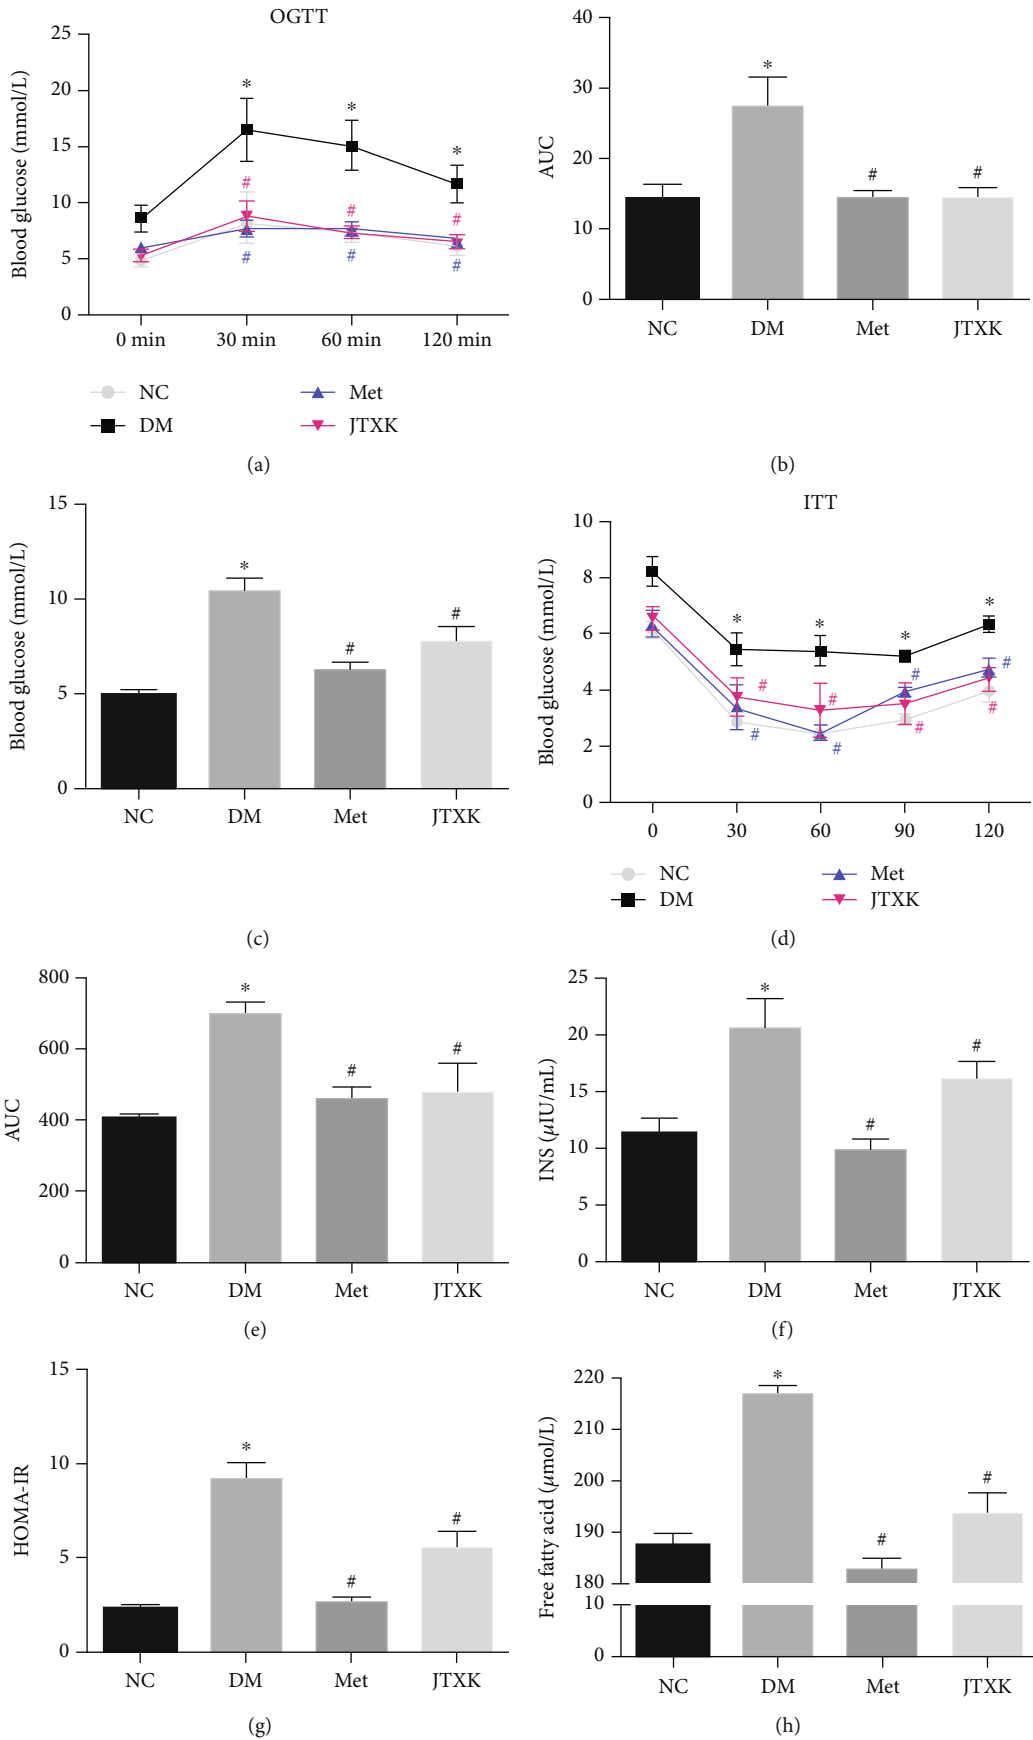 OGTT
Blood glucose (mmol/L)
25
20
15
10
5
0
* * *
# # #
# # #
0 min 30 min 60 min 120 min
NC Met
DM JTXK
(a)
AUC
40
30
20
10
0
* # #
NC DM Met JTXK
(b)
Blood glucose (mmol/L)
15
10
5
0
* # #
NC DM Met JTXK
(c)
ITT
Blood glucose (mmol/L)
10
8
6
4
2
0
* * * *
# # # #
# # # #
0 30 60 90 120
NC Met
DM JTXK
(d)
AUC
800
600
400
200
0
* # #
NC DM Met JTXK
(e)
INS (μIU/mL)
25
20
15
10
5
0
* # #
NC DM Met JTXK
(f)
HOMA-IR
15
10
5
0
* # #
NC DM Met JTXK
(g)
Free fatty acid (μmol/L)
220
210
200
190
180
10
0
* # #
NC DM Met JTXK
(h)